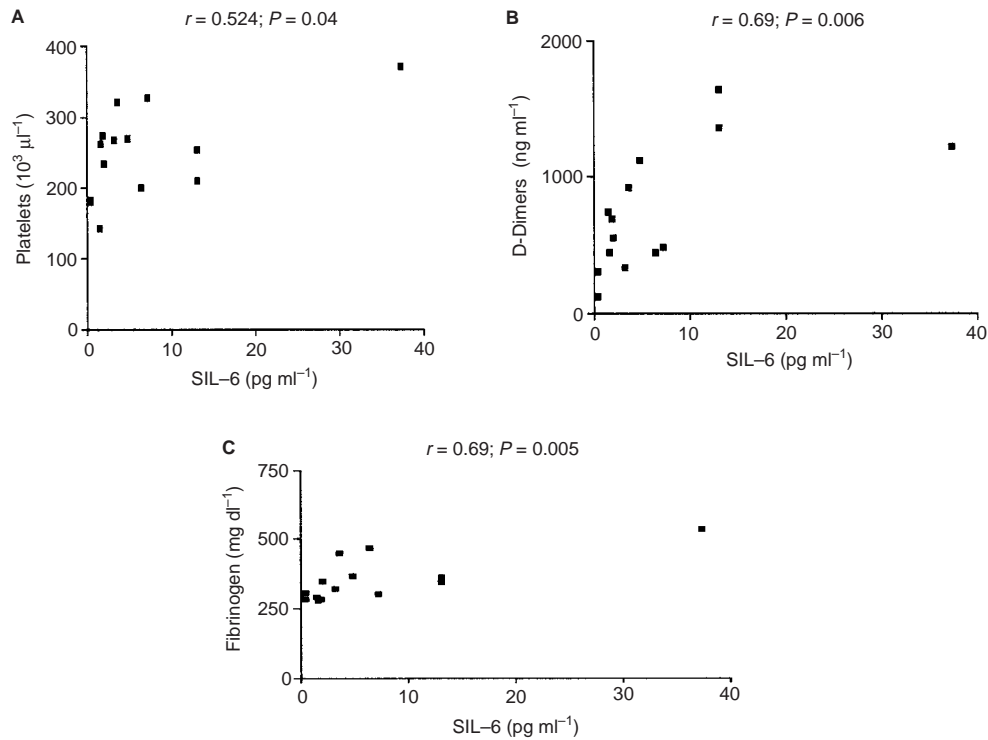 A
r = 0.524; P = 0.04
400
300
200
100
0
Platelets (10³ µl⁻¹)
0 10 20 30 40
SIL–6 (pg ml⁻¹)
B
r = 0.69; P = 0.006
2000
1000
0
D-Dimers (ng ml⁻¹)
0 10 20 30 40
SIL–6 (pg ml⁻¹)
C
r = 0.69; P = 0.005
750
500
250
0
Fibrinogen (mg dl⁻¹)
0 10 20 30 40
SIL–6 (pg ml⁻¹)